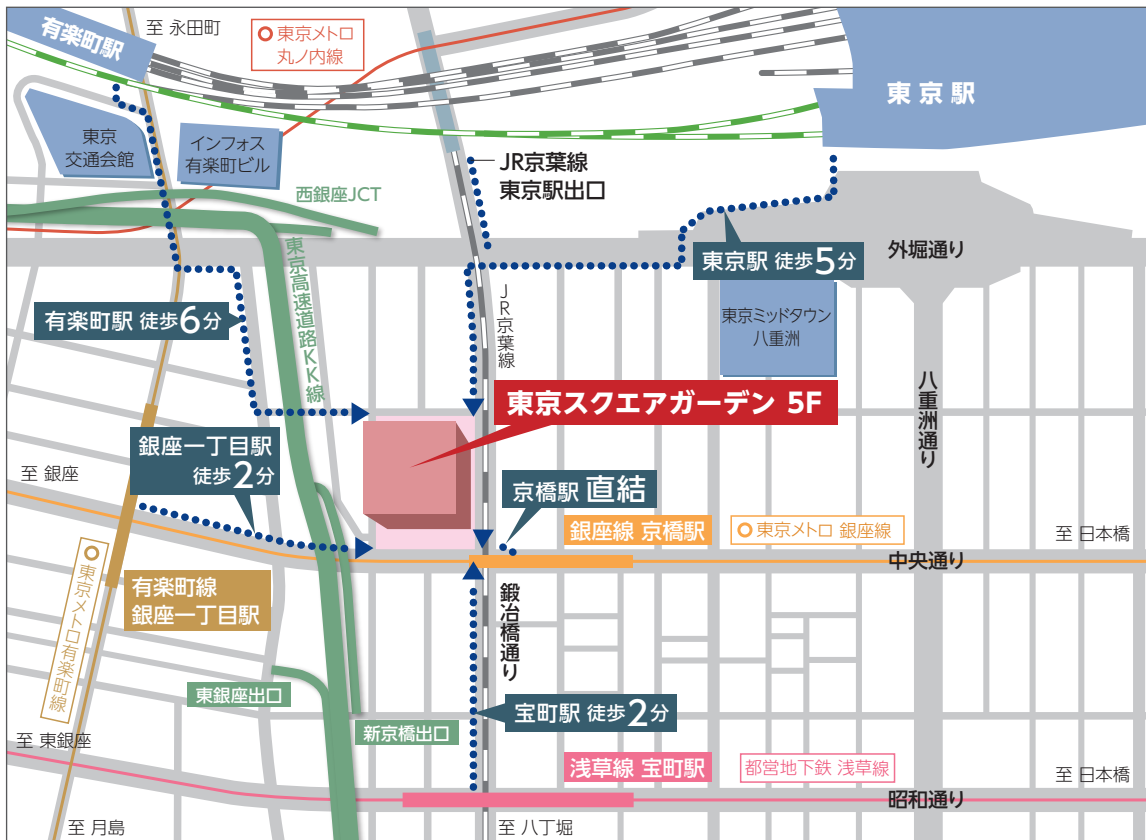 至 永田町
有楽町駅
東京メトロ
丸ノ内線
東京駅
東京
交通会館
インフォス
有楽町ビル
JR京葉線
東京駅出口
西銀座JCT
外堀通り
東京駅 徒歩5分
東京高速道路KK線
JR京葉線
有楽町駅 徒歩6分
東京ミッドタウン
八重洲
八重洲通り
東京スクエアガーデン 5F
銀座一丁目駅
徒歩2分
至 銀座
京橋駅 直結
銀座線 京橋駅
東京メトロ 銀座線
至 日本橋
中央通り
東京メトロ有楽町線
有楽町線
銀座一丁目駅
鍛冶橋通り
東銀座出口
宝町駅 徒歩2分
新京橋出口
至 東銀座
浅草線 宝町駅
都営地下鉄 浅草線
至 日本橋
昭和通り
至 月島
至 八丁堀